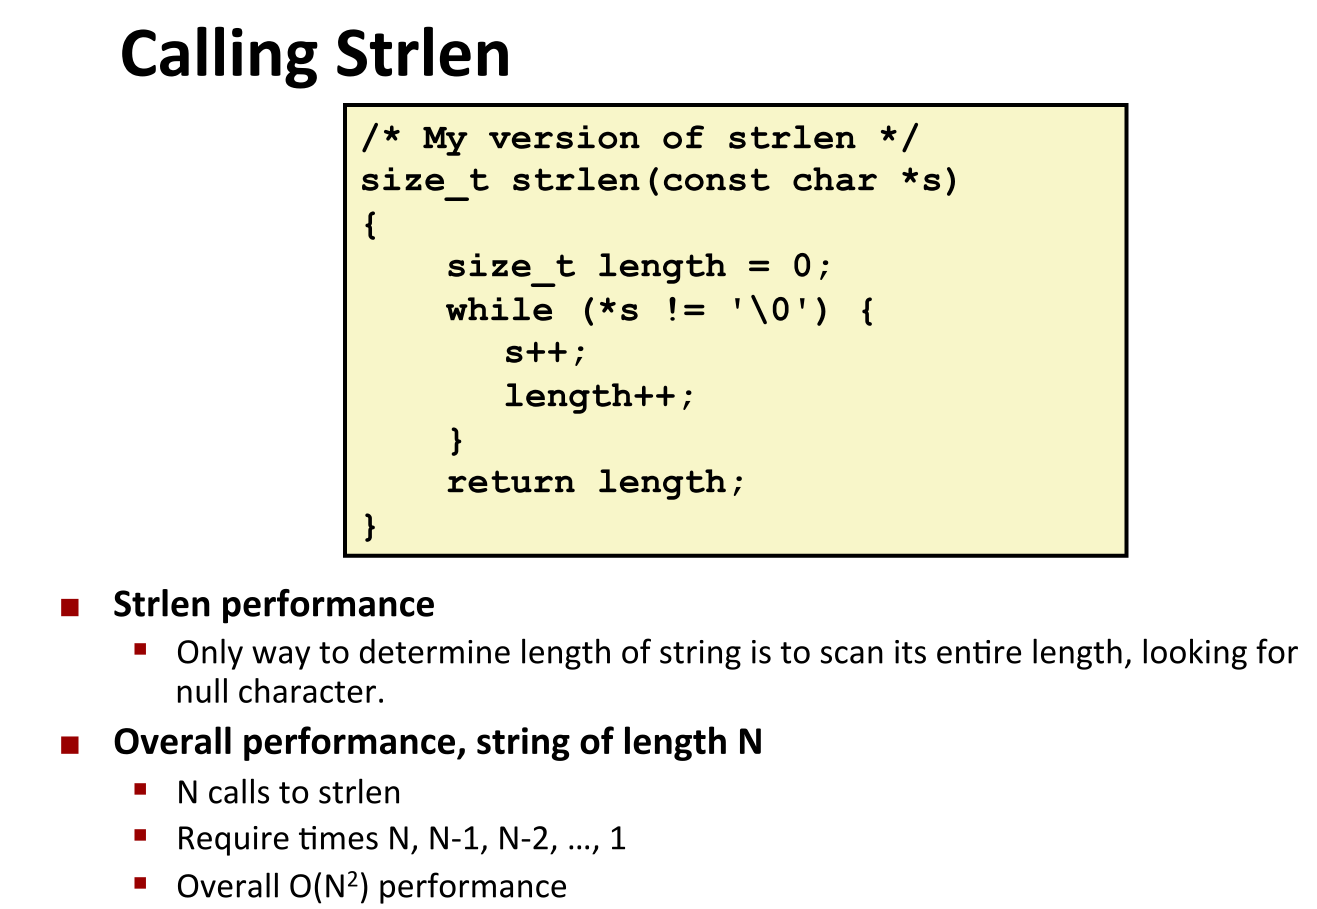 Calling Strlen
/* My version of strlen */
size_t strlen(const char *s)
{
    size_t length = 0;
    while (*s != '\0') {
       s++;
       length++;
    }
    return length;
}
■ Strlen performance
▪ Only way to determine length of string is to scan its entire length, looking for
null character.
■ Overall performance, string of length N
▪ N calls to strlen
▪ Require times N, N-1, N-2, …, 1
▪ Overall O(N²) performance